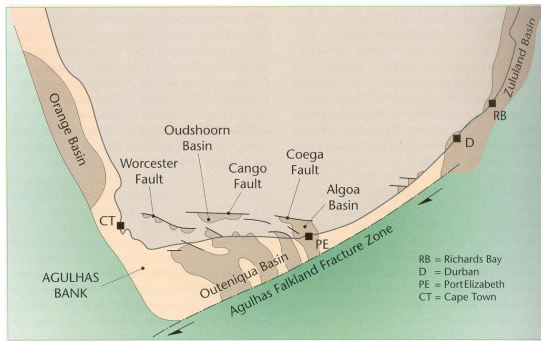 Orange Basin
Oudshoorn
Basin
Worcester
Fault
Cango
Fault
Coega
Fault
Algoa
Basin
Zululand Basin
RB
D
CT
PE
AGULHAS
BANK
Outeniqua Basin
Agulhas Falkland Fracture Zone
RB = Richards Bay
D = Durban
PE = PortElizabeth
CT = Cape Town